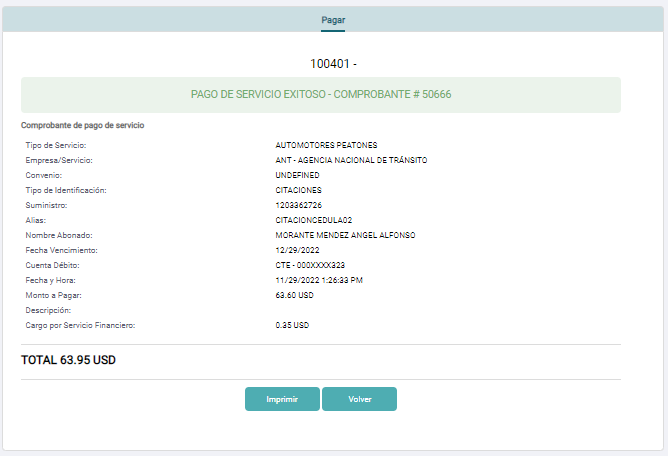 Pagar
100401 -
PAGO DE SERVICIO EXITOSO - COMPROBANTE # 50666
Comprobante de pago de servicio
Tipo de Servicio: AUTOMOTORES PEATONES
Empresa/Servicio: ANT - AGENCIA NACIONAL DE TRÁNSITO
Convenio: UNDEFINED
Tipo de Identificación: CITACIONES
Suministro: 1203362726
Alias: CITACIONCEDULA02
Nombre Abonado: MORANTE MENDEZ ANGEL ALFONSO
Fecha Vencimiento: 12/29/2022
Cuenta Débito: CTE - 000XXXX323
Fecha y Hora: 11/29/2022 1:26:33 PM
Monto a Pagar: 63.60 USD
Descripción:
Cargo por Servicio Financiero: 0.35 USD
TOTAL 63.95 USD
Imprimir Volver